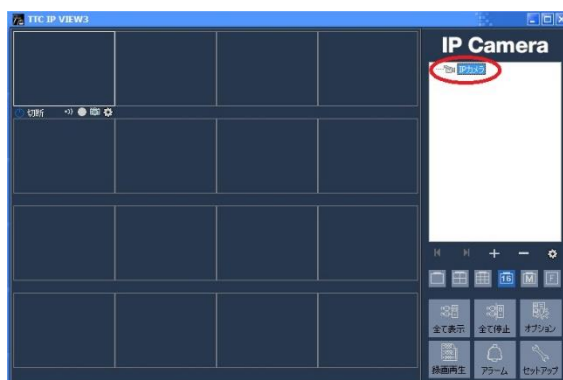 TTC IP VIEW3
IP Camera
IPカメラ
切断
16 M F
全て表示 全て停止 オプション
録画再生 アラーム セットアップ